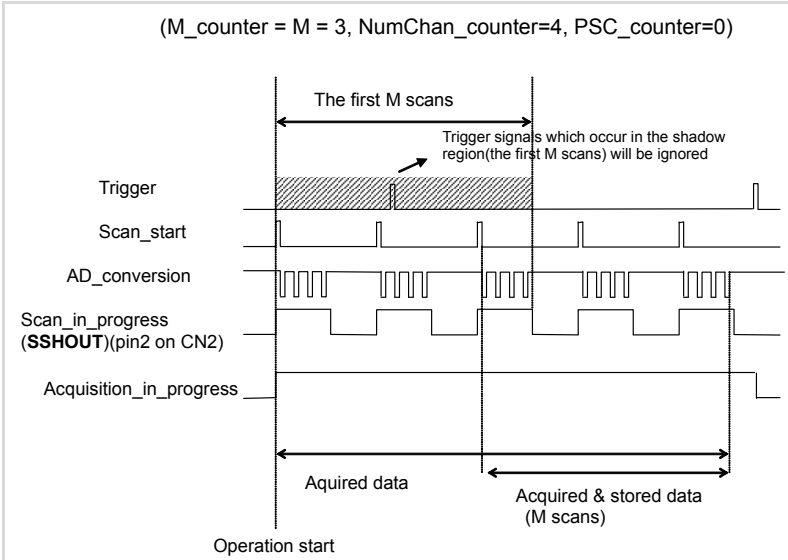 (M_counter = M = 3, NumChan_counter=4, PSC_counter=0)
The first M scans
Trigger signals which occur in the shadow
region(the first M scans) will be ignored
Trigger
Scan_start
AD_conversion
Scan_in_progress
(SSHOUT)(pin2 on CN2)
Acquisition_in_progress
Aquired data
Acquired & stored data
(M scans)
Operation start